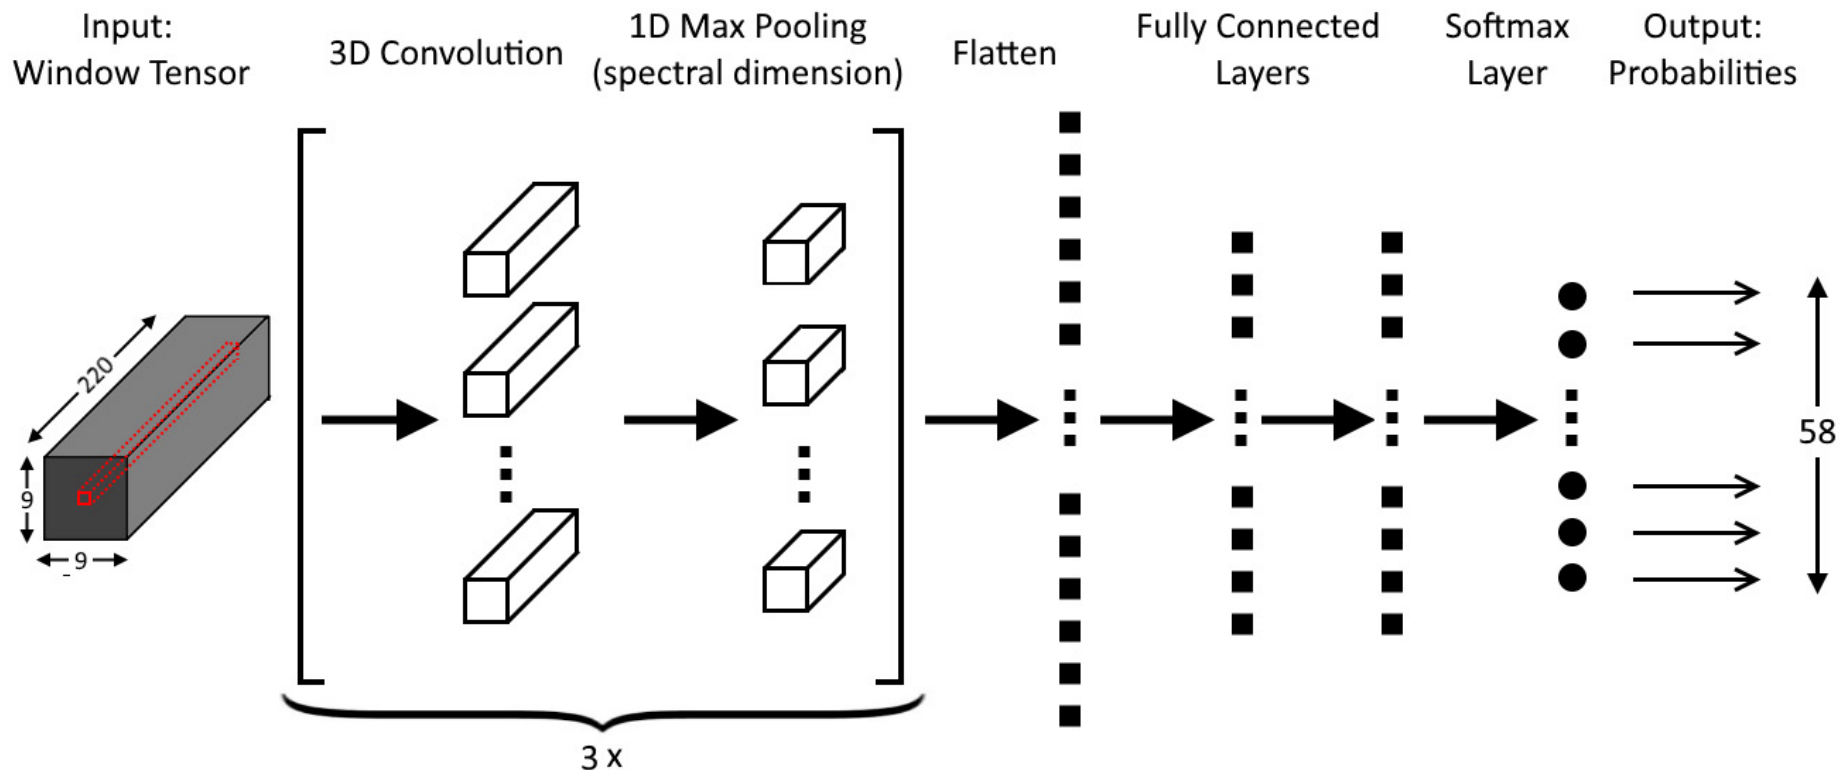 Input:
Window Tensor
3D Convolution
1D Max Pooling
(spectral dimension)
Flatten
Fully Connected
Layers
Softmax
Layer
Output:
Probabilities
220
9
9
58
3 x